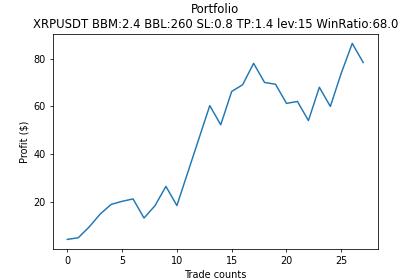 Portfolio
XRPUSDT BBM:2.4 BBL:260 SL:0.8 TP:1.4 lev:15 WinRatio:68.0
80
60
40
20
Profit ($)
0 5 10 15 20 25
Trade counts